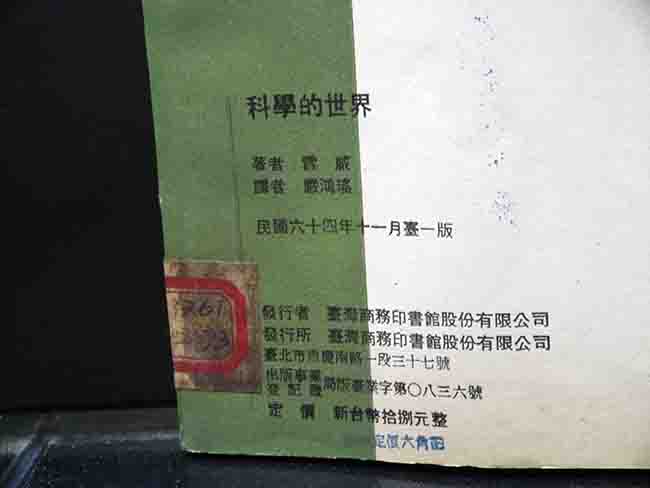 科學的世界
著者 雷 威
譯者 嚴鴻瑤
民國六十四年十一月臺一版
發行者 臺灣商務印書館股份有限公司
發行所 臺灣商務印書館股份有限公司
臺北市重慶南路一段三十七號
出版事業
登記證 局版臺業字第〇八三六號
定 價 新台幣拾捌元整